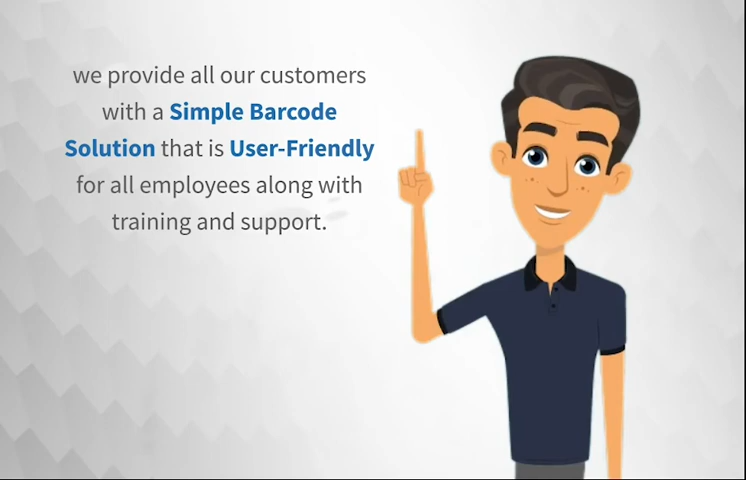 we provide all our customers
with a Simple Barcode
Solution that is User-Friendly
for all employees along with
training and support.